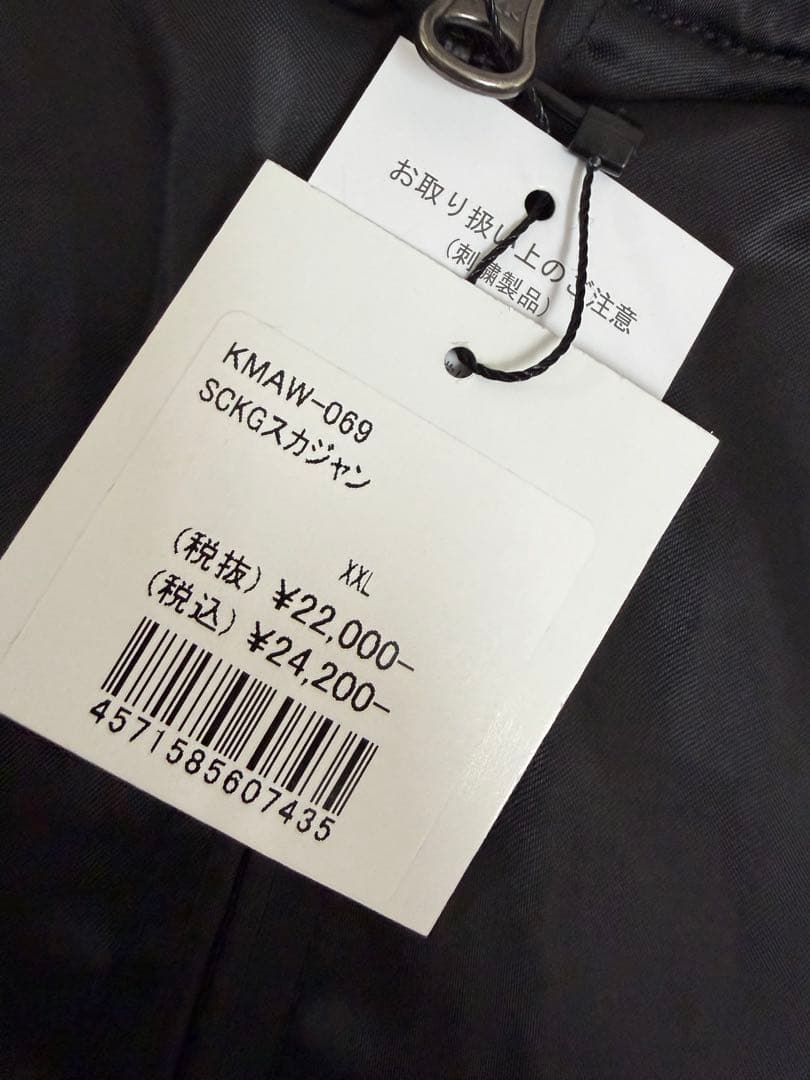 お取り扱い上のご注意
(刺繍製品)
KMAW-069
SCKGスカジャン
XXL
(税抜) ¥22,000-
(税込) ¥24,200-
4571585607435